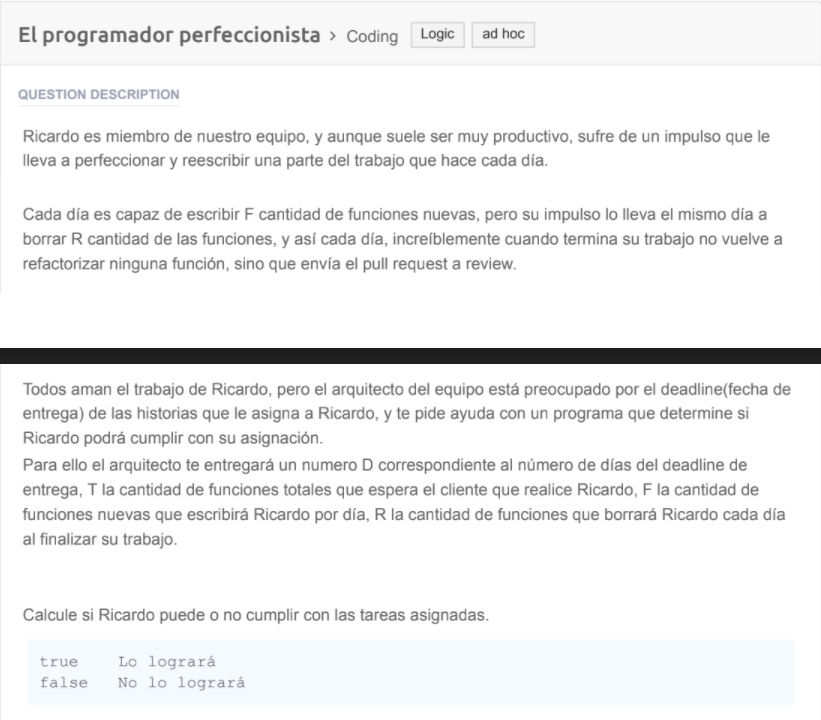 El programador perfeccionista > Coding Logic ad hoc
QUESTION DESCRIPTION
Ricardo es miembro de nuestro equipo, y aunque suele ser muy productivo, sufre de un impulso que le
lleva a perfeccionar y reescribir una parte del trabajo que hace cada día.
Cada día es capaz de escribir F cantidad de funciones nuevas, pero su impulso lo lleva el mismo día a
borrar R cantidad de las funciones, y así cada día, increíblemente cuando termina su trabajo no vuelve a
refactorizar ninguna función, sino que envía el pull request a review.
Todos aman el trabajo de Ricardo, pero el arquitecto del equipo está preocupado por el deadline(fecha de
entrega) de las historias que le asigna a Ricardo, y te pide ayuda con un programa que determine si
Ricardo podrá cumplir con su asignación.
Para ello el arquitecto te entregará un numero D correspondiente al número de días del deadline de
entrega, T la cantidad de funciones totales que espera el cliente que realice Ricardo, F la cantidad de
funciones nuevas que escribirá Ricardo por día, R la cantidad de funciones que borrará Ricardo cada día
al finalizar su trabajo.
Calcule si Ricardo puede o no cumplir con las tareas asignadas.
true Lo logrará
false No lo logrará